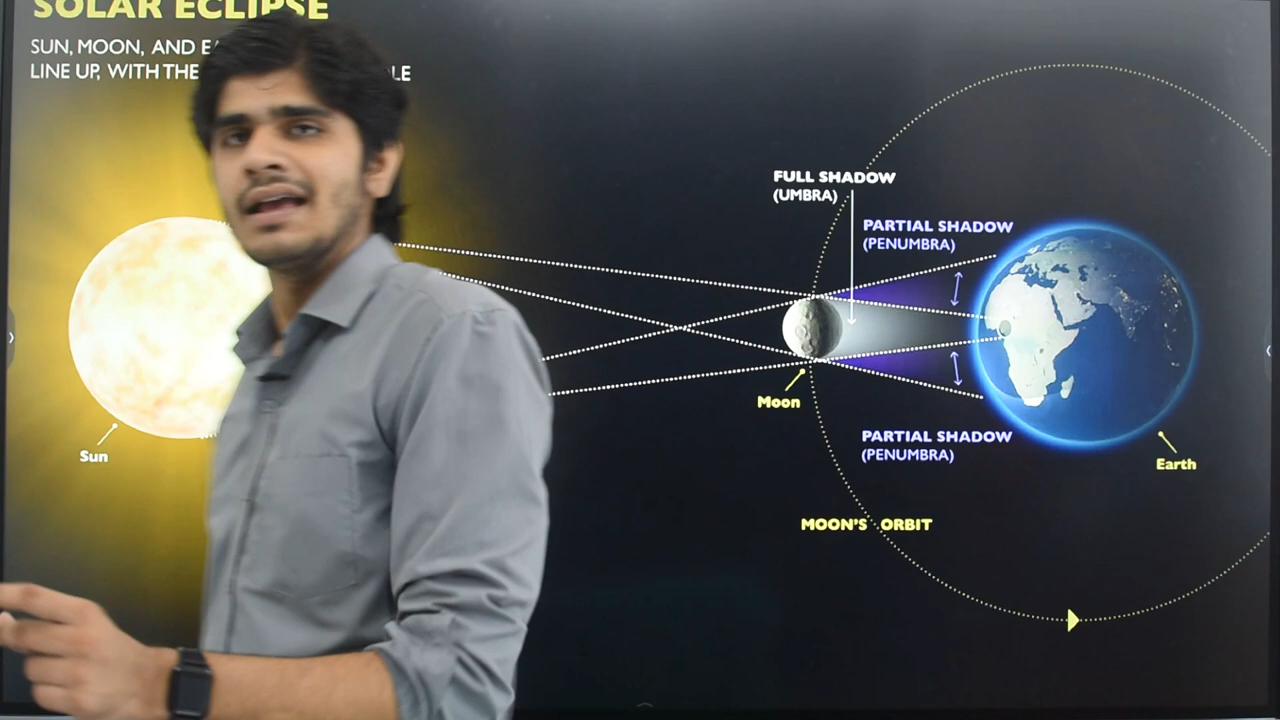 SOLAR ECLIPSE
SUN, MOON, AND
LINE UP, WITH THE
FULL SHADOW
(UMBRA)
PARTIAL SHADOW
(PENUMBRA)
Moon
Sun
PARTIAL SHADOW
(PENUMBRA)
Earth
MOON'S ORBIT